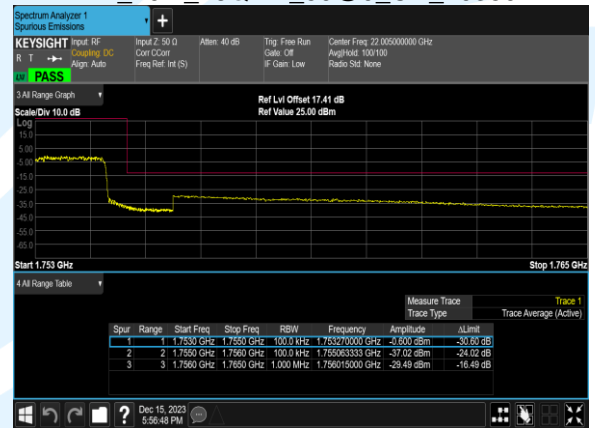 Spectrum Analyzer 1
Spurious Emissions
KEYSIGHT Input: RF Input Z: 50 Ω Atten: 40 dB Trig: Free Run Center Freq: 22.005000000 GHz
R T Coupling: DC Corr CCorr Gate: Off Avg|Hold: 100/100
Align: Auto Freq Ref: Int (S) IF Gain: Low Radio Std: None
PASS
3 All Range Graph
Ref Lvl Offset 17.41 dB
Scale/Div 10.0 dB Ref Value 25.00 dBm
Log
15.0
5.00
-5.00
-15.0
-25.0
-35.0
-45.0
-55.0
-65.0
Start 1.753 GHz Stop 1.765 GHz
4 All Range Table
Measure Trace Trace 1
Trace Type Trace Average (Active)
Spur Range Start Freq Stop Freq RBW Frequency Amplitude ΔLimit
1 1 1.7530 GHz 1.7550 GHz 100.0 kHz 1.753270000 GHz -0.600 dBm -30.60 dB
2 2 1.7550 GHz 1.7560 GHz 100.0 kHz 1.755063333 GHz -37.02 dBm -24.02 dB
3 3 1.7560 GHz 1.7650 GHz 1.000 MHz 1.756015000 GHz -29.49 dBm -16.49 dB
Dec 15, 2023
5:56:48 PM